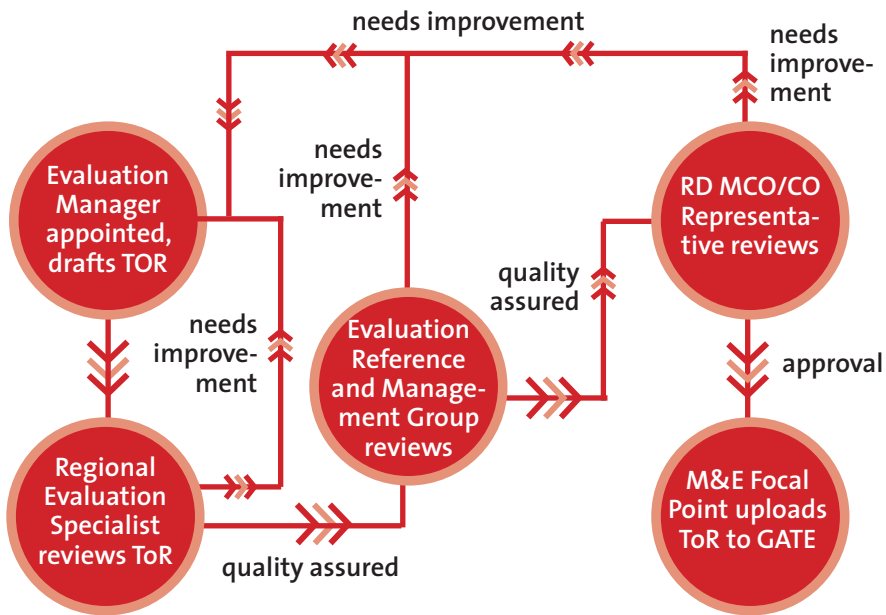 needs improvement
needs
improve-
ment
Evaluation
Manager
appointed,
drafts TOR
needs
improve-
ment
RD MCO/CO
Representa-
tive reviews
quality
assured
needs
improve-
ment
Evaluation
Reference
and Manage-
ment Group
reviews
approval
Regional
Evaluation
Specialist
reviews ToR
M&E Focal
Point uploads
ToR to GATE
quality assured